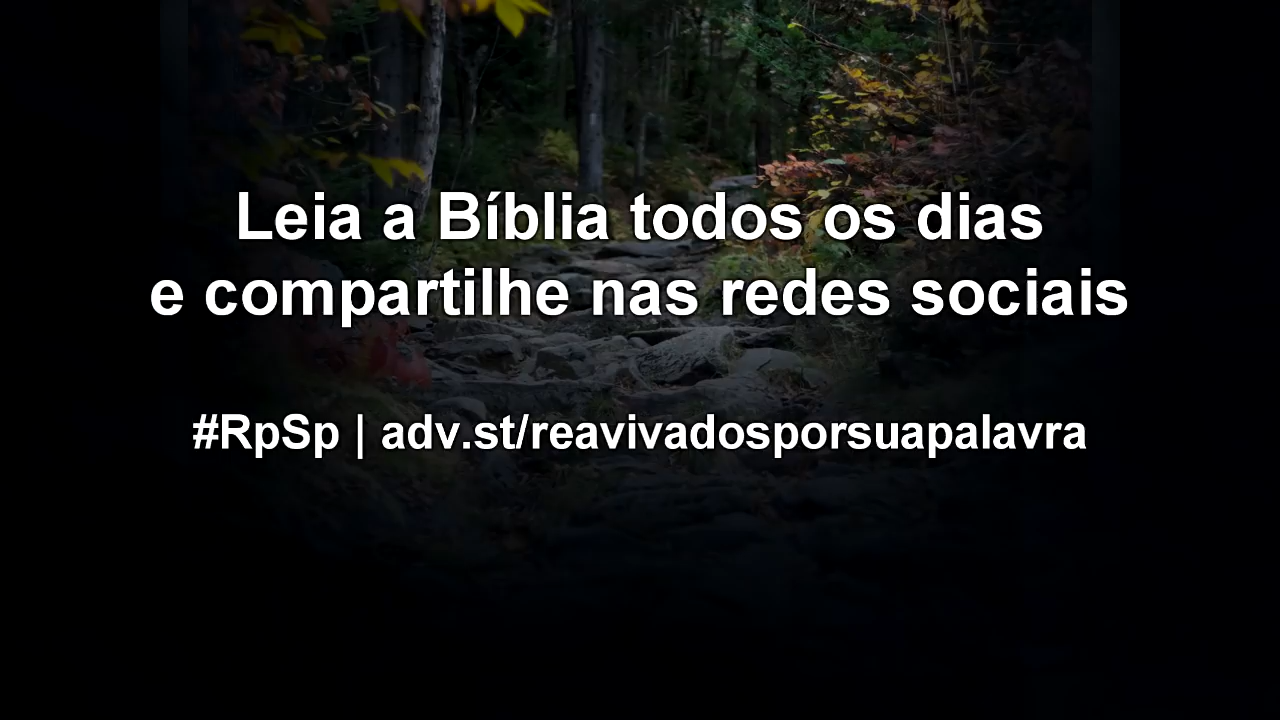 Leia a Bíblia todos os dias
e compartilhe nas redes sociais
#RpSp | adv.st/reavivadosporsuapalavra